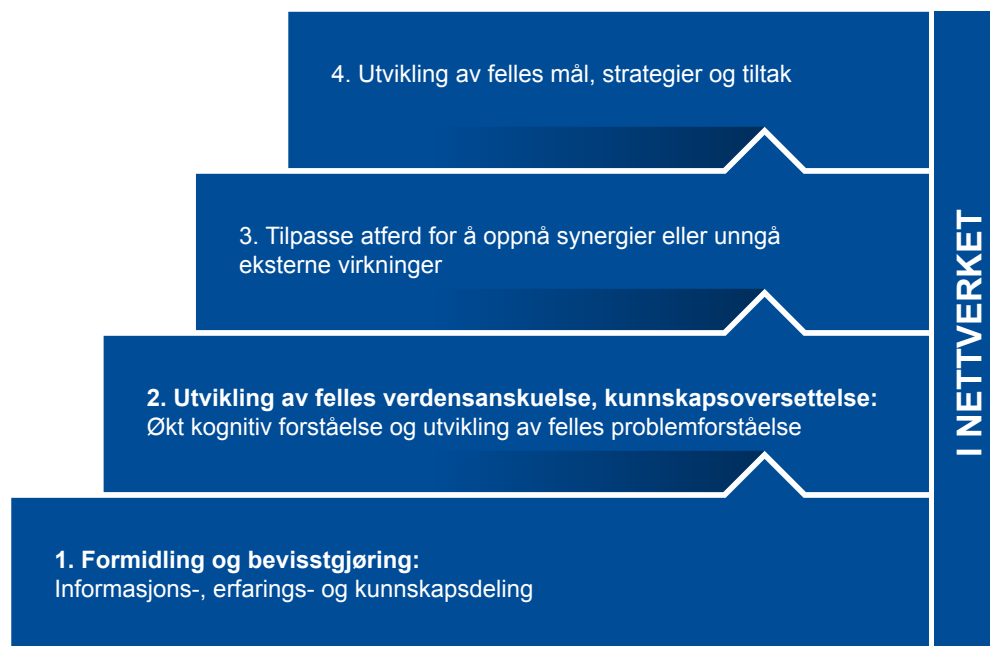 4. Utvikling av felles mål, strategier og tiltak
3. Tilpasse atferd for å oppnå synergier eller unngå
eksterne virkninger
2. Utvikling av felles verdensanskuelse, kunnskapsoversettelse:
Økt kognitiv forståelse og utvikling av felles problemforståelse
1. Formidling og bevisstgjøring:
Informasjons-, erfarings- og kunnskapsdeling
I NETTVERKET